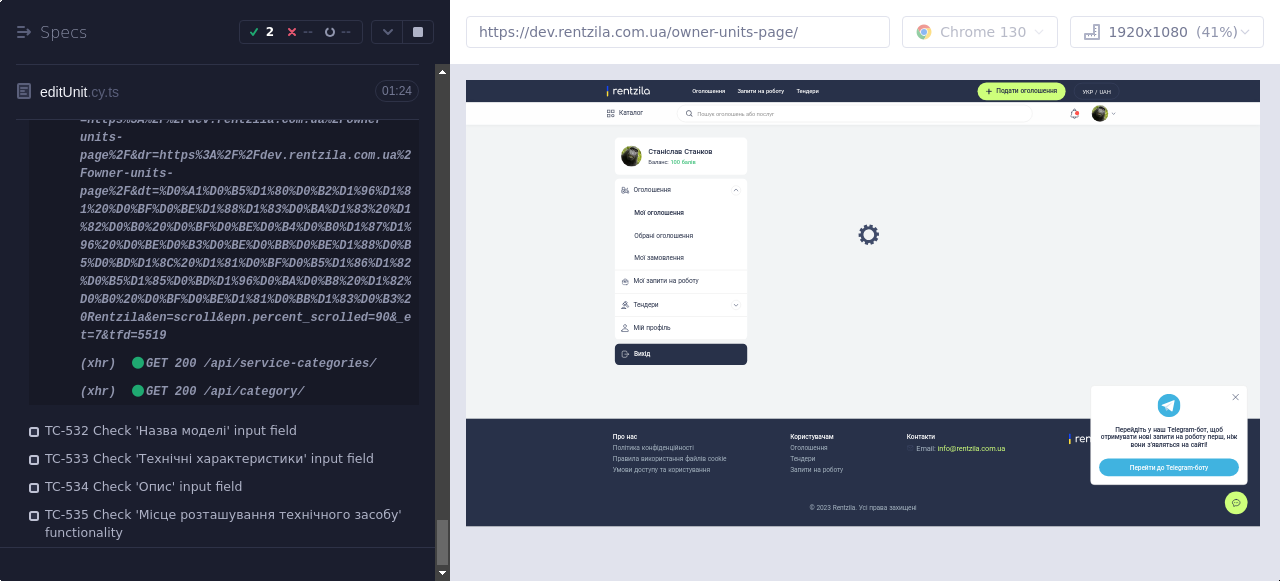 Specs
2
--
--
editUnit.cy.ts
01:24
=https%3A%2F%2Fdev.rentzila.com.ua%2Fowner-
units-
page%2F&dr=https%3A%2F%2Fdev.rentzila.com.ua%2
Fowner-units-
page%2F&dt=%D0%A1%D0%B5%D1%80%D0%B2%D1%96%D1%8
1%20%D0%BF%D0%BE%D1%88%D1%83%D0%BA%D1%83%20%D1
%82%D0%B0%20%D0%BF%D0%BE%D0%B4%D0%B0%D1%87%D1%
96%20%D0%BE%D0%B3%D0%BE%D0%BB%D0%BE%D1%88%D0%B
5%D0%BD%D1%8C%20%D1%81%D0%BF%D0%B5%D1%86%D1%82
%D0%B5%D1%85%D0%BD%D1%96%D0%BA%D0%B8%20%D1%82%
D0%B0%20%D0%BF%D0%BE%D1%81%D0%BB%D1%83%D0%B3%2
0Rentzila&en=scroll&epn.percent_scrolled=90&_e
t=7&tfd=5519
(xhr) GET 200 /api/service-categories/
(xhr) GET 200 /api/category/
TC-532 Check 'Назва моделі' input field
TC-533 Check 'Технічні характеристики' input field
TC-534 Check 'Опис' input field
TC-535 Check 'Місце розташування технічного засобу'
functionality
https://dev.rentzila.com.ua/owner-units-page/
Chrome 130
1920x1080 (41%)
rentzila
Оголошення
Запити на роботу
Тендери
+ Подати оголошення
УКР / UAH
Каталог
Пошук оголошень або послуг
Станіслав Станков
Баланс: 100 балів
Оголошення
Мої оголошення
Обрані оголошення
Мої замовлення
Мої запити на роботу
Тендери
Мій профіль
Вихід
Про нас
Політика конфіденційності
Правила використання файлів cookie
Умови доступу та користування
Користувачам
Оголошення
Тендери
Запити на роботу
Контакти
Email: info@rentzila.com.ua
ren
Перейдіть у наш Telegram-бот, щоб
отримувати нові запити на роботу перш, ніж
вони з'являться на сайті!
Перейти до Telegram-боту
© 2023 Rentzila. Усі права захищені